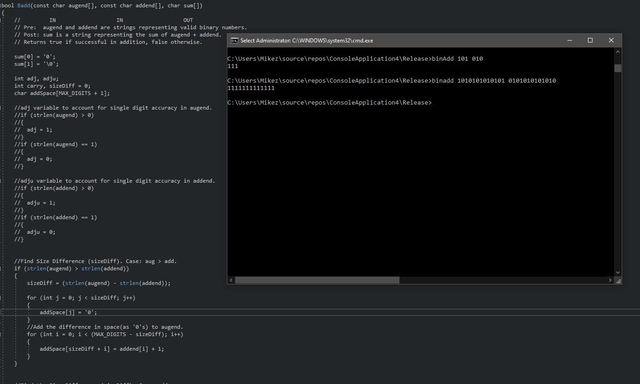 bool Badd(const char augend[], const char addend[], char sum[])
{
//          IN                    IN                    OUT
// Pre:  augend and addend are strings representing valid binary numbers.
// Post: sum is a string representing the sum of augend + addend.
// Returns true if successful in addition, false otherwise.
sum[0] = '0';
sum[1] = '\0';
int adj, adju;
int carry, sizeDiff = 0;
char addSpace[MAX_DIGITS + 1];
//adj variable to account for single digit accuracy in augend.
//if (strlen(augend) > 0)
//{
//  adj = 1;
//}
//if (strlen(augend) == 1)
//{
//  adj = 0;
//}
//adju variable to account for single digit accuracy in addend.
//if (strlen(addend) > 0)
//{
//  adju = 1;
//}
//if (strlen(addend) == 1)
//{
//  adju = 0;
//}
//Find Size Difference (sizeDiff). Case: aug > add.
if (strlen(augend) > strlen(addend))
{
sizeDiff = (strlen(augend) - strlen(addend));
for (int j = 0; j < sizeDiff; j++)
{
addSpace[j] = '0';
}
//Add the difference in space(as '0's) to augend.
for (int i = 0; i < (MAX_DIGITS - sizeDiff); i++)
{
addSpace[sizeDiff + i] = addend[i] + 1;
}
}
Select Administrator: C:\WINDOWS\system32\cmd.exe
C:\Users\Mikez\source\repos\ConsoleApplication4\Release>binAdd 101 010
111
C:\Users\Mikez\source\repos\ConsoleApplication4\Release>binadd 1010101010101 0101010101010
1111111111111
C:\Users\Mikez\source\repos\ConsoleApplication4\Release>